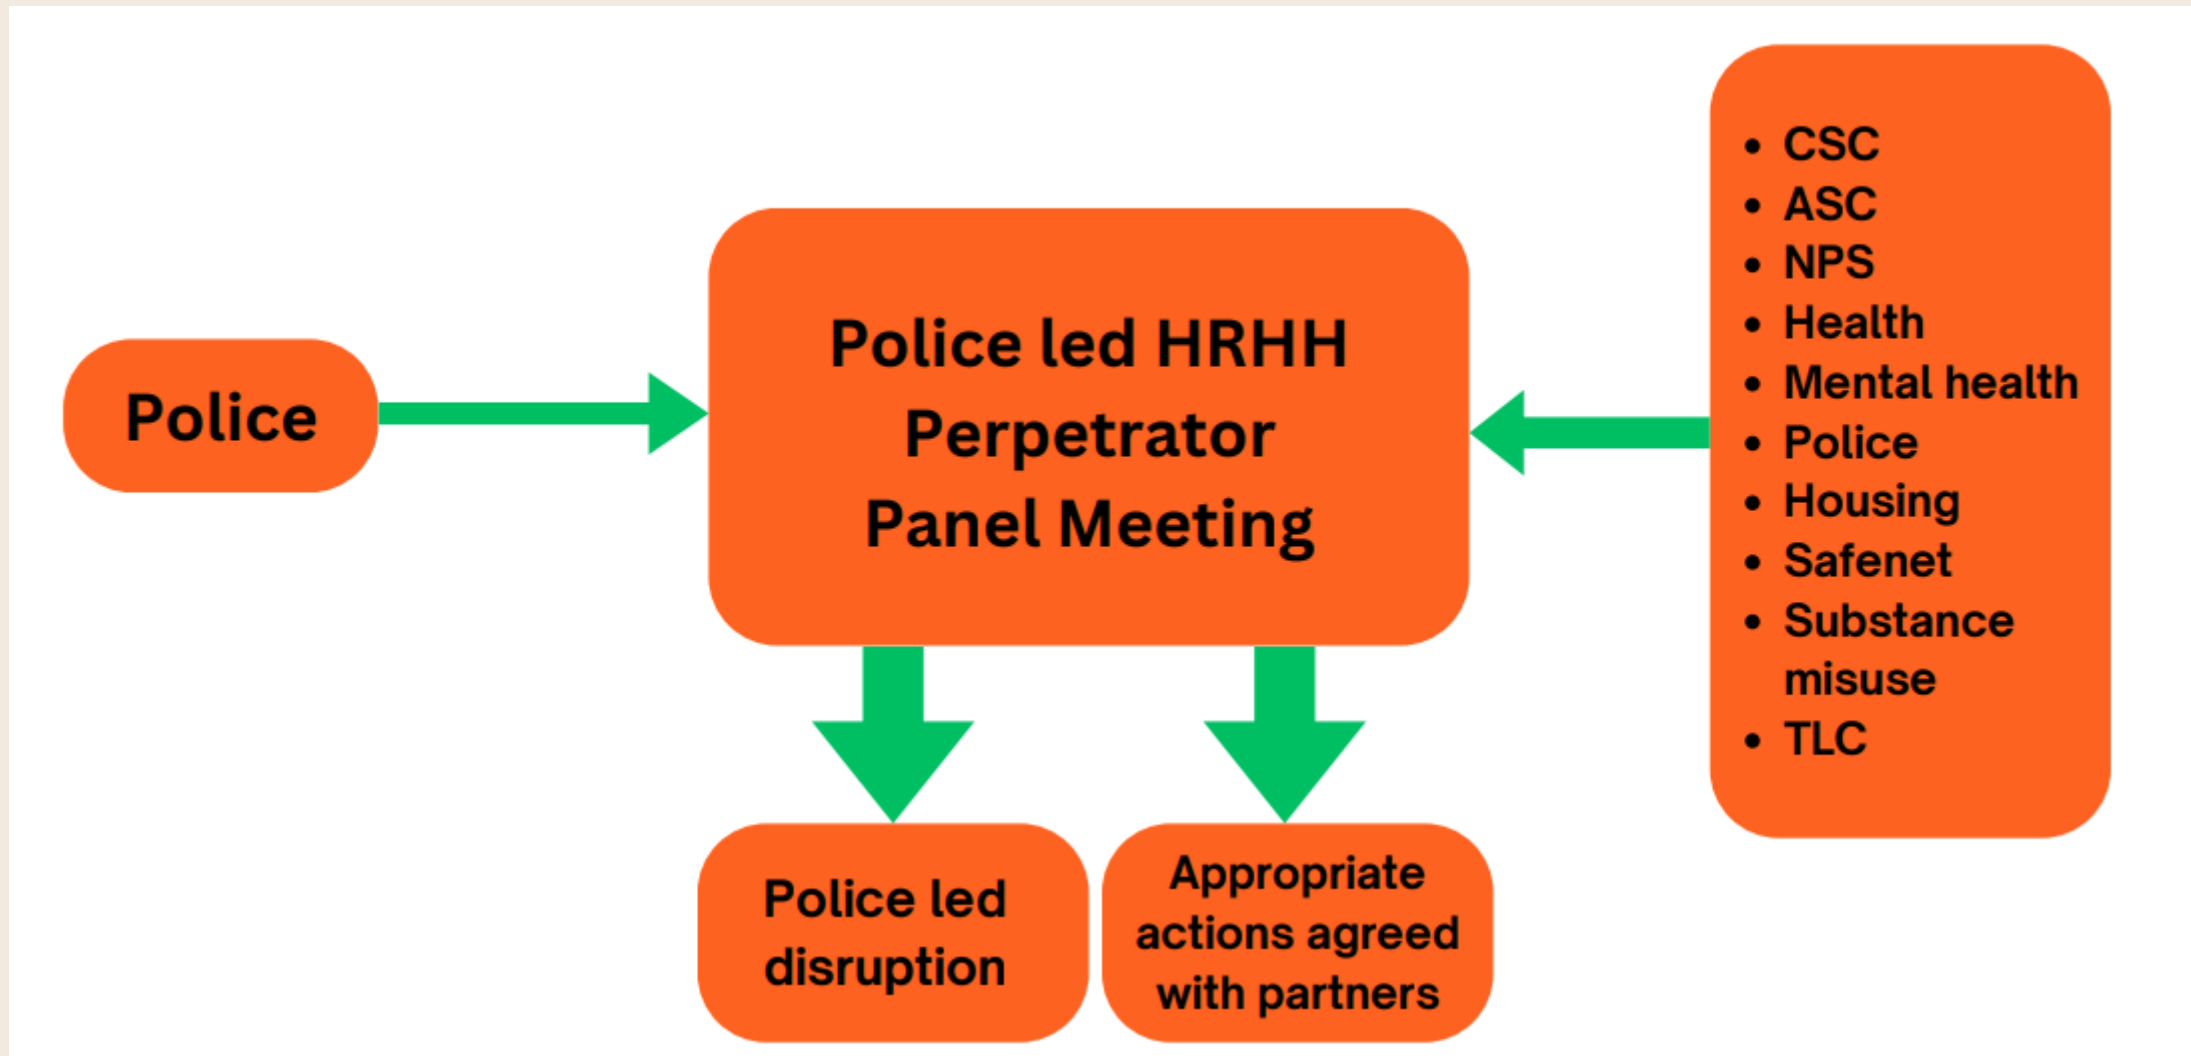 Police
Police led HRHH
Perpetrator
Panel Meeting
• CSC
• ASC
• NPS
• Health
• Mental health
• Police
• Housing
• Safenet
• Substance
misuse
• TLC
Police led
disruption
Appropriate
actions agreed
with partners